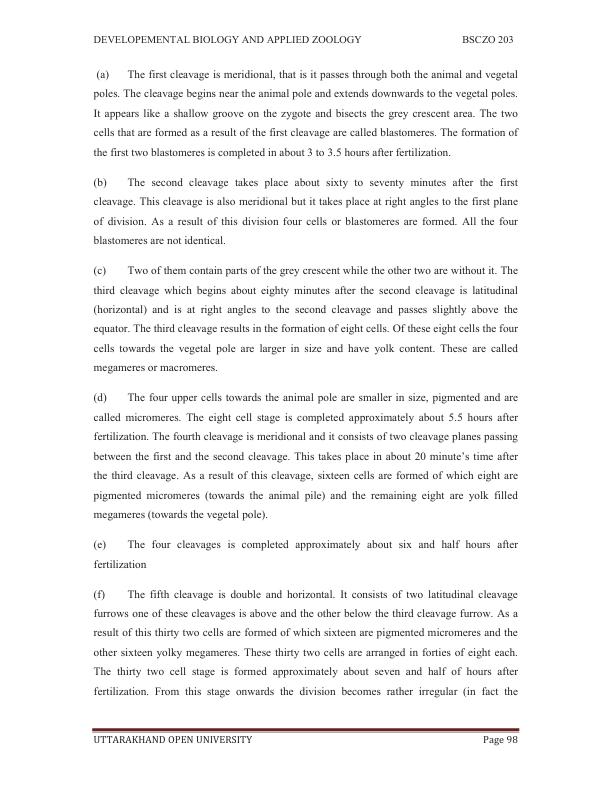 DEVELOPEMENTAL BIOLOGY AND APPLIED ZOOLOGY BSCZO 203
(a) The first cleavage is meridional, that is it passes through both the animal and vegetal
poles. The cleavage begins near the animal pole and extends downwards to the vegetal poles.
It appears like a shallow groove on the zygote and bisects the grey crescent area. The two
cells that are formed as a result of the first cleavage are called blastomeres. The formation of
the first two blastomeres is completed in about 3 to 3.5 hours after fertilization.
(b) The second cleavage takes place about sixty to seventy minutes after the first
cleavage. This cleavage is also meridional but it takes place at right angles to the first plane
of division. As a result of this division four cells or blastomeres are formed. All the four
blastomeres are not identical.
(c) Two of them contain parts of the grey crescent while the other two are without it. The
third cleavage which begins about eighty minutes after the second cleavage is latitudinal
(horizontal) and is at right angles to the second cleavage and passes slightly above the
equator. The third cleavage results in the formation of eight cells. Of these eight cells the four
cells towards the vegetal pole are larger in size and have yolk content. These are called
megameres or macromeres.
(d) The four upper cells towards the animal pole are smaller in size, pigmented and are
called micromeres. The eight cell stage is completed approximately about 5.5 hours after
fertilization. The fourth cleavage is meridional and it consists of two cleavage planes passing
between the first and the second cleavage. This takes place in about 20 minute’s time after
the third cleavage. As a result of this cleavage, sixteen cells are formed of which eight are
pigmented micromeres (towards the animal pile) and the remaining eight are yolk filled
megameres (towards the vegetal pole).
(e) The four cleavages is completed approximately about six and half hours after
fertilization
(f) The fifth cleavage is double and horizontal. It consists of two latitudinal cleavage
furrows one of these cleavages is above and the other below the third cleavage furrow. As a
result of this thirty two cells are formed of which sixteen are pigmented micromeres and the
other sixteen yolky megameres. These thirty two cells are arranged in forties of eight each.
The thirty two cell stage is formed approximately about seven and half of hours after
fertilization. From this stage onwards the division becomes rather irregular (in fact the
UTTARAKHAND OPEN UNIVERSITY Page 98